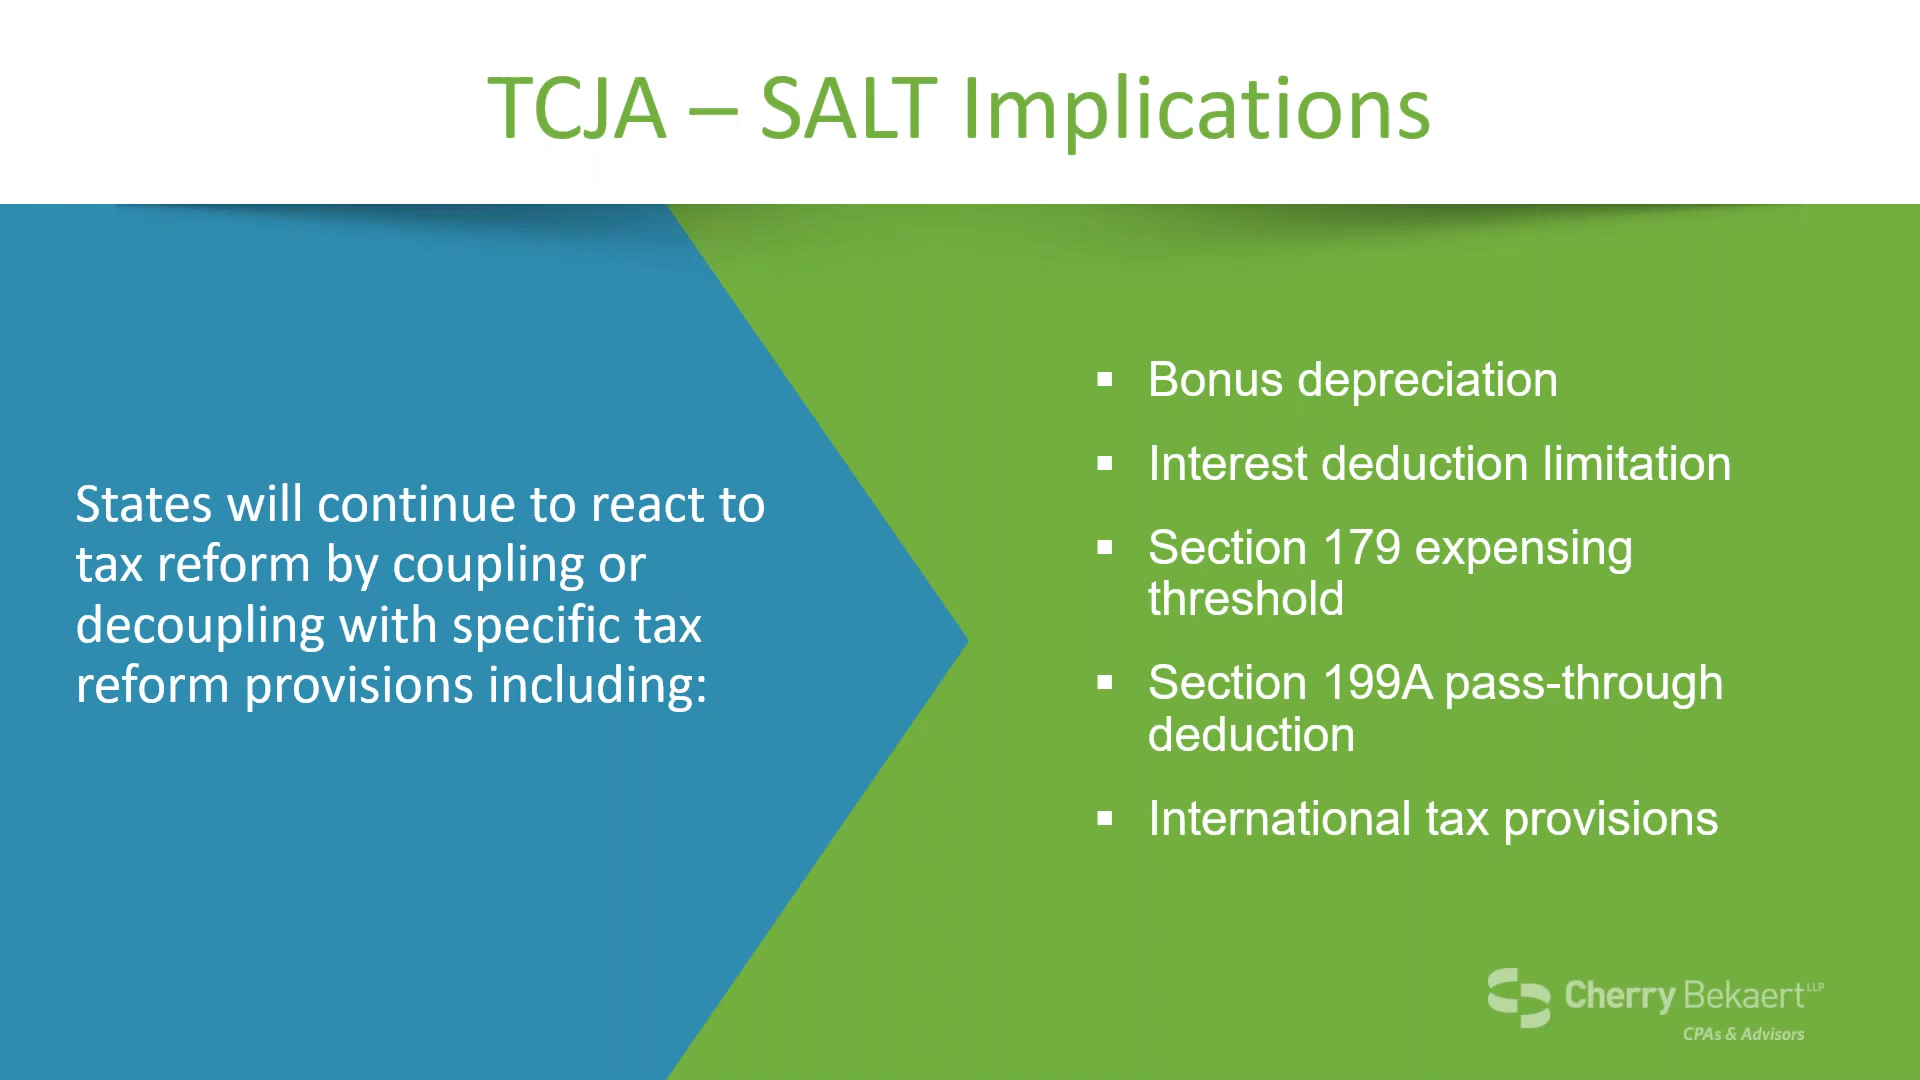 TCJA – SALT Implications
States will continue to react to
tax reform by coupling or
decoupling with specific tax
reform provisions including:
▪ Bonus depreciation
▪ Interest deduction limitation
▪ Section 179 expensing
threshold
▪ Section 199A pass-through
deduction
▪ International tax provisions
Cherry Bekaert LLP
CPAs & Advisors